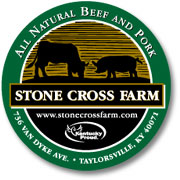 ALL NATURAL BEEF AND PORK
STONE CROSS FARM
www.stonecrossfarm.com
Kentucky
Proud.
736 VAN DYKE AVE. • TAYLORSVILLE, KY 40071